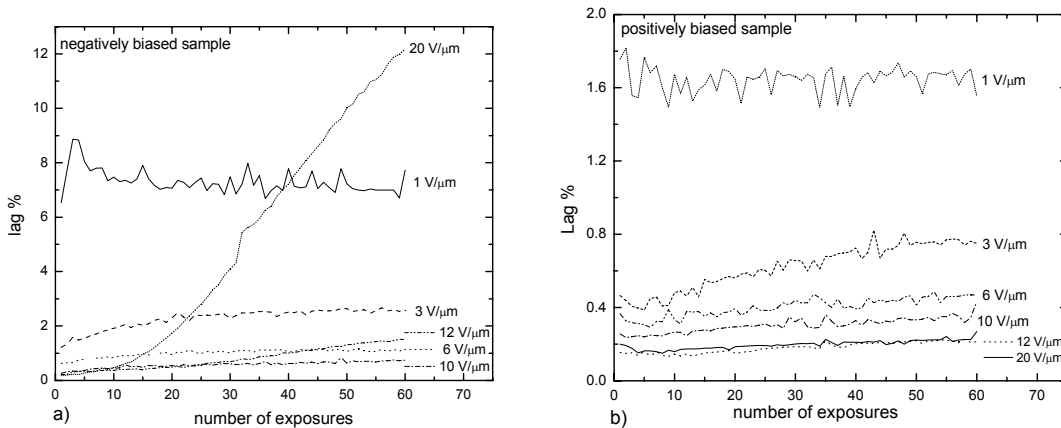 negatively biased sample
20 V/μm
1 V/μm
3 V/μm
12 V/μm
6 V/μm
10 V/μm
lag %
12
10
8
6
4
2
0
0 10 20 30 40 50 60 70
number of exposures
a)
positively biased sample
1 V/μm
3 V/μm
6 V/μm
10 V/μm
12 V/μm
20 V/μm
Lag %
2.0
1.6
1.2
0.8
0.4
0.0
0 10 20 30 40 50 60 70
number of exposures
b)